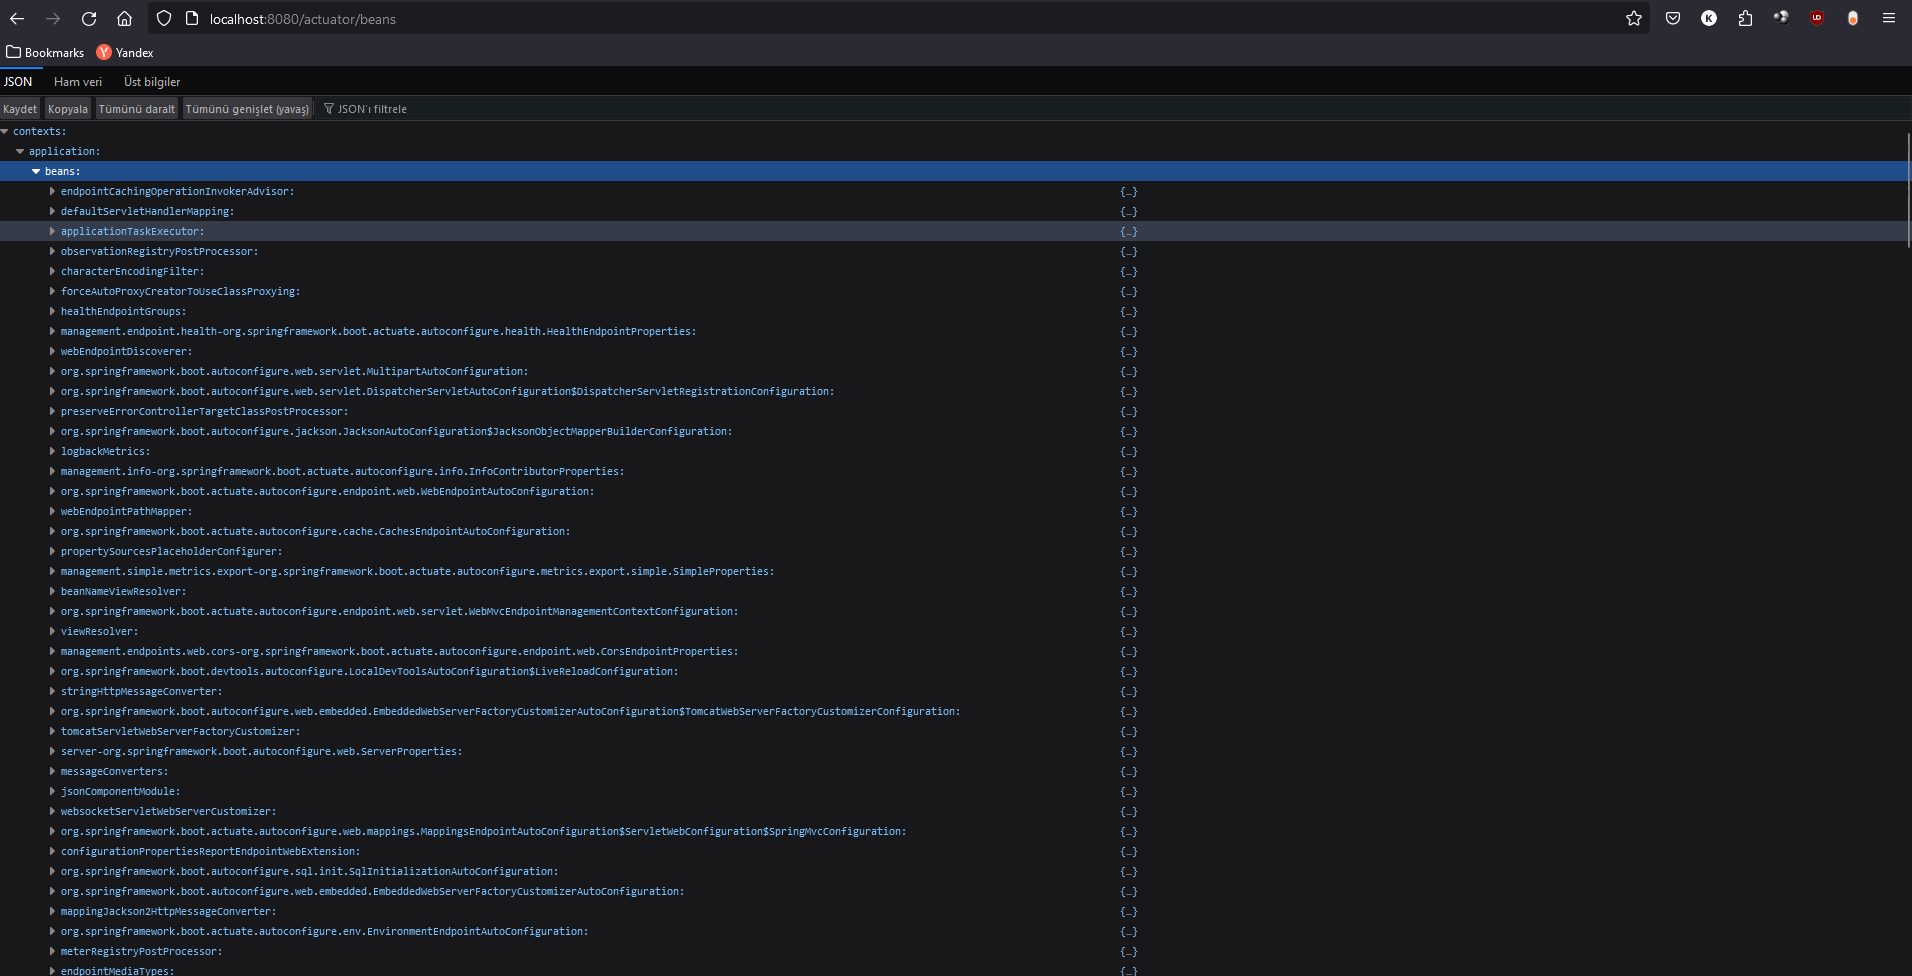 localhost:8080/actuator/beans
K
UD
Bookmarks Y Yandex
JSON Ham veri Üst bilgiler
Kaydet Kopyala Tümünü daralt Tümünü genişlet (yavaş) JSON'ı filtrele
contexts:
application:
beans:
endpointCachingOperationInvokerAdvisor: {…}
defaultServletHandlerMapping: {…}
applicationTaskExecutor: {…}
observationRegistryPostProcessor: {…}
characterEncodingFilter: {…}
forceAutoProxyCreatorToUseClassProxying: {…}
healthEndpointGroups: {…}
management.endpoint.health-org.springframework.boot.actuate.autoconfigure.health.HealthEndpointProperties: {…}
webEndpointDiscoverer: {…}
org.springframework.boot.autoconfigure.web.servlet.MultipartAutoConfiguration: {…}
org.springframework.boot.autoconfigure.web.servlet.DispatcherServletAutoConfiguration$DispatcherServletRegistrationConfiguration: {…}
preserveErrorControllerTargetClassPostProcessor: {…}
org.springframework.boot.autoconfigure.jackson.JacksonAutoConfiguration$JacksonObjectMapperBuilderConfiguration: {…}
logbackMetrics: {…}
management.info-org.springframework.boot.actuate.autoconfigure.info.InfoContributorProperties: {…}
org.springframework.boot.actuate.autoconfigure.endpoint.web.WebEndpointAutoConfiguration: {…}
webEndpointPathMapper: {…}
org.springframework.boot.actuate.autoconfigure.cache.CachesEndpointAutoConfiguration: {…}
propertySourcesPlaceholderConfigurer: {…}
management.simple.metrics.export-org.springframework.boot.actuate.autoconfigure.metrics.export.simple.SimpleProperties: {…}
beanNameViewResolver: {…}
org.springframework.boot.actuate.autoconfigure.endpoint.web.servlet.WebMvcEndpointManagementContextConfiguration: {…}
viewResolver: {…}
management.endpoints.web.cors-org.springframework.boot.actuate.autoconfigure.endpoint.web.CorsEndpointProperties: {…}
org.springframework.boot.devtools.autoconfigure.LocalDevToolsAutoConfiguration$LiveReloadConfiguration: {…}
stringHttpMessageConverter: {…}
org.springframework.boot.autoconfigure.web.embedded.EmbeddedWebServerFactoryCustomizerAutoConfiguration$TomcatWebServerFactoryCustomizerConfiguration: {…}
tomcatServletWebServerFactoryCustomizer: {…}
server-org.springframework.boot.autoconfigure.web.ServerProperties: {…}
messageConverters: {…}
jsonComponentModule: {…}
websocketServletWebServerCustomizer: {…}
org.springframework.boot.actuate.autoconfigure.web.mappings.MappingsEndpointAutoConfiguration$ServletWebConfiguration$SpringMvcConfiguration: {…}
configurationPropertiesReportEndpointWebExtension: {…}
org.springframework.boot.autoconfigure.sql.init.SqlInitializationAutoConfiguration: {…}
org.springframework.boot.autoconfigure.web.embedded.EmbeddedWebServerFactoryCustomizerAutoConfiguration: {…}
mappingJackson2HttpMessageConverter: {…}
org.springframework.boot.actuate.autoconfigure.env.EnvironmentEndpointAutoConfiguration: {…}
meterRegistryPostProcessor: {…}
endpointMediaTypes: {…}